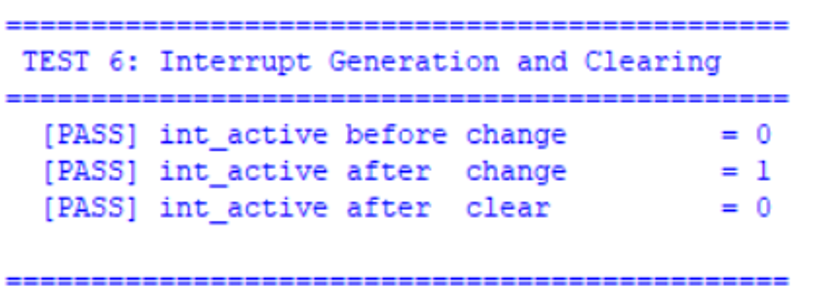 ==============================================
 TEST 6: Interrupt Generation and Clearing
==============================================
  [PASS] int_active before change         = 0
  [PASS] int_active after  change         = 1
  [PASS] int_active after  clear          = 0

==============================================